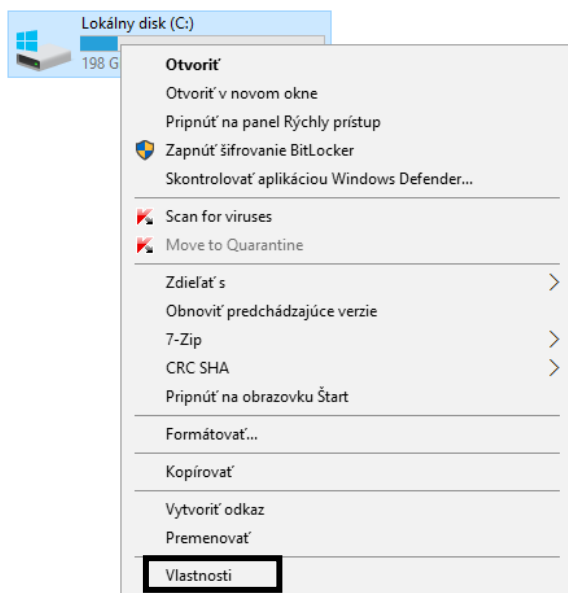 Lokálny disk (C:)
198 G
Otvoriť
Otvoriť v novom okne
Pripnúť na panel Rýchly prístup
Zapnúť šifrovanie BitLocker
Skontrolovať aplikáciou Windows Defender...
Scan for viruses
Move to Quarantine
Zdieľať s
Obnoviť predchádzajúce verzie
7-Zip
CRC SHA
Pripnúť na obrazovku Štart
Formátovať...
Kopírovať
Vytvoriť odkaz
Premenovať
Vlastnosti